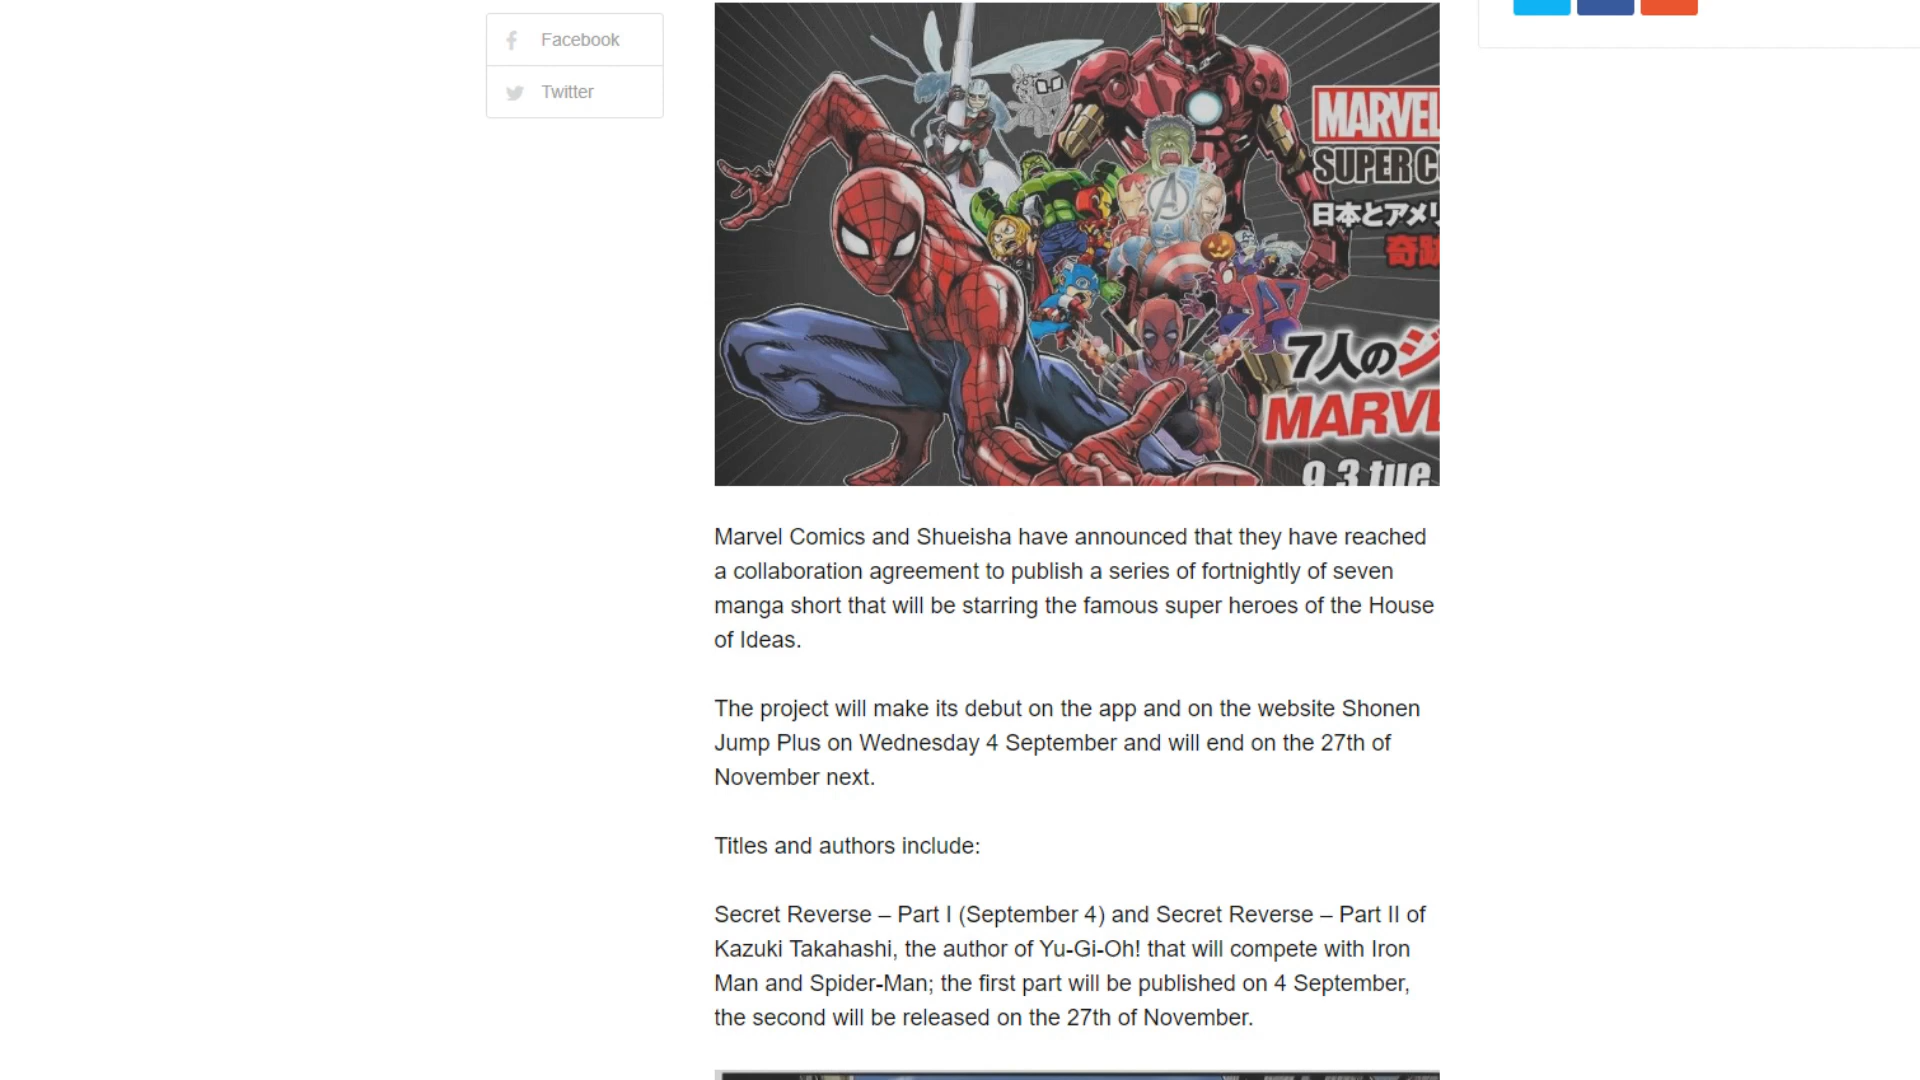 Facebook
Twitter
MARVEL
SUPER C
日本とアメリ
奇跡
7人のジ
MARVE
9.3 tue
Marvel Comics and Shueisha have announced that they have reached
a collaboration agreement to publish a series of fortnightly of seven
manga short that will be starring the famous super heroes of the House
of Ideas.
The project will make its debut on the app and on the website Shonen
Jump Plus on Wednesday 4 September and will end on the 27th of
November next.
Titles and authors include:
Secret Reverse – Part I (September 4) and Secret Reverse – Part II of
Kazuki Takahashi, the author of Yu-Gi-Oh! that will compete with Iron
Man and Spider-Man; the first part will be published on 4 September,
the second will be released on the 27th of November.